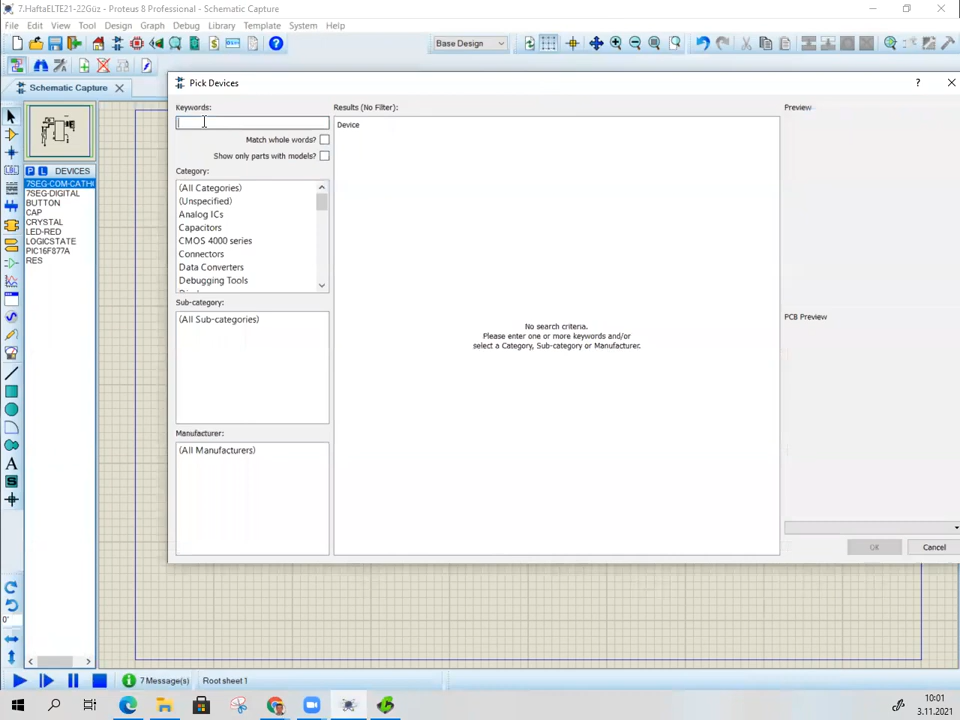 7.HaftaELTE21-22Güz - Proteus 8 Professional - Schematic Capture
File Edit View Tool Design Graph Debug Library Template System Help
Base Design
Schematic Capture
Pick Devices
Keywords:
Match whole words?
Show only parts with models?
Category:
(All Categories)
(Unspecified)
Analog ICs
Capacitors
CMOS 4000 series
Connectors
Data Converters
Debugging Tools
Sub-category:
(All Sub-categories)
Manufacturer:
(All Manufacturers)
Results (No Filter):
Device
No search criteria.
Please enter one or more keywords and/or
select a Category, Sub-category or Manufacturer.
Preview
PCB Preview
OK Cancel
LBL
P L DEVICES
7SEG-COM-CATH
7SEG-DIGITAL
BUTTON
CAP
CRYSTAL
LED-RED
LOGICSTATE
PIC16F877A
RES
A
S
0°
7 Message(s) Root sheet 1
10:01
3.11.2021